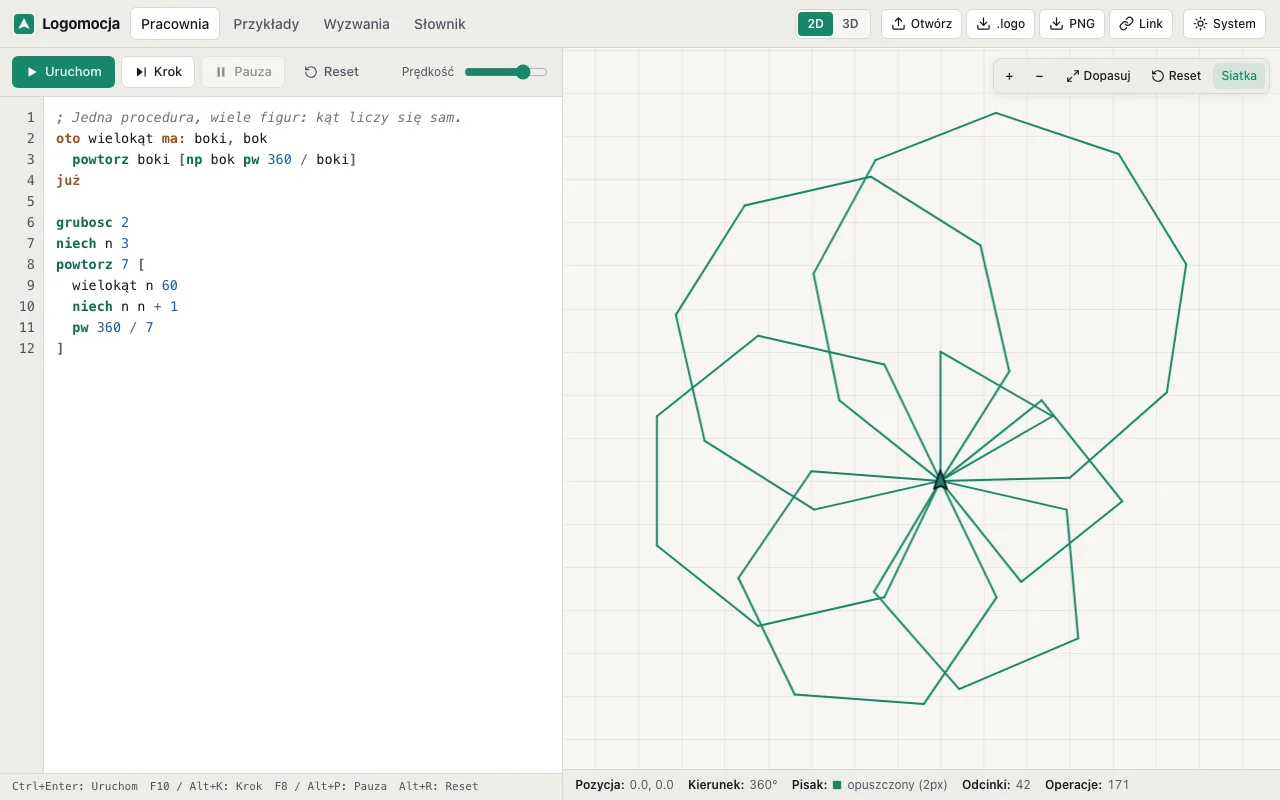 Logomocja Pracownia Przykłady Wyzwania Słownik 2D 3D Otwórz .logo PNG Link System
Uruchom Krok Pauza Reset Prędkość
+ − Dopasuj Reset Siatka
1 ; Jedna procedura, wiele figur: kąt liczy się sam.
2 oto wielokąt ma: boki, bok
3 powtorz boki [np bok pw 360 / boki]
4 już
5
6 grubosc 2
7 niech n 3
8 powtorz 7 [
9 wielokąt n 60
10 niech n n + 1
11 pw 360 / 7
12 ]
Ctrl+Enter: Uruchom F10 / Alt+K: Krok F8 / Alt+P: Pauza Alt+R: Reset
Pozycja: 0.0, 0.0 Kierunek: 360° Pisak: opuszczony (2px) Odcinki: 42 Operacje: 171